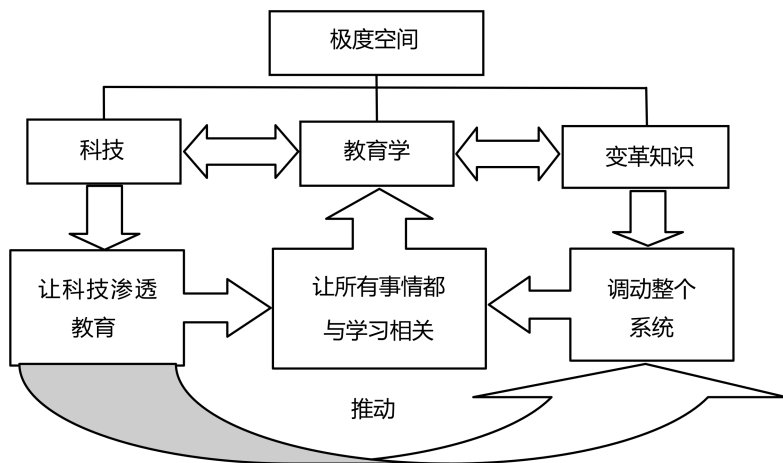 极度空间
科技
教育学
变革知识
让科技渗透
教育
让所有事情都
与学习相关
调动整个
系统
推动